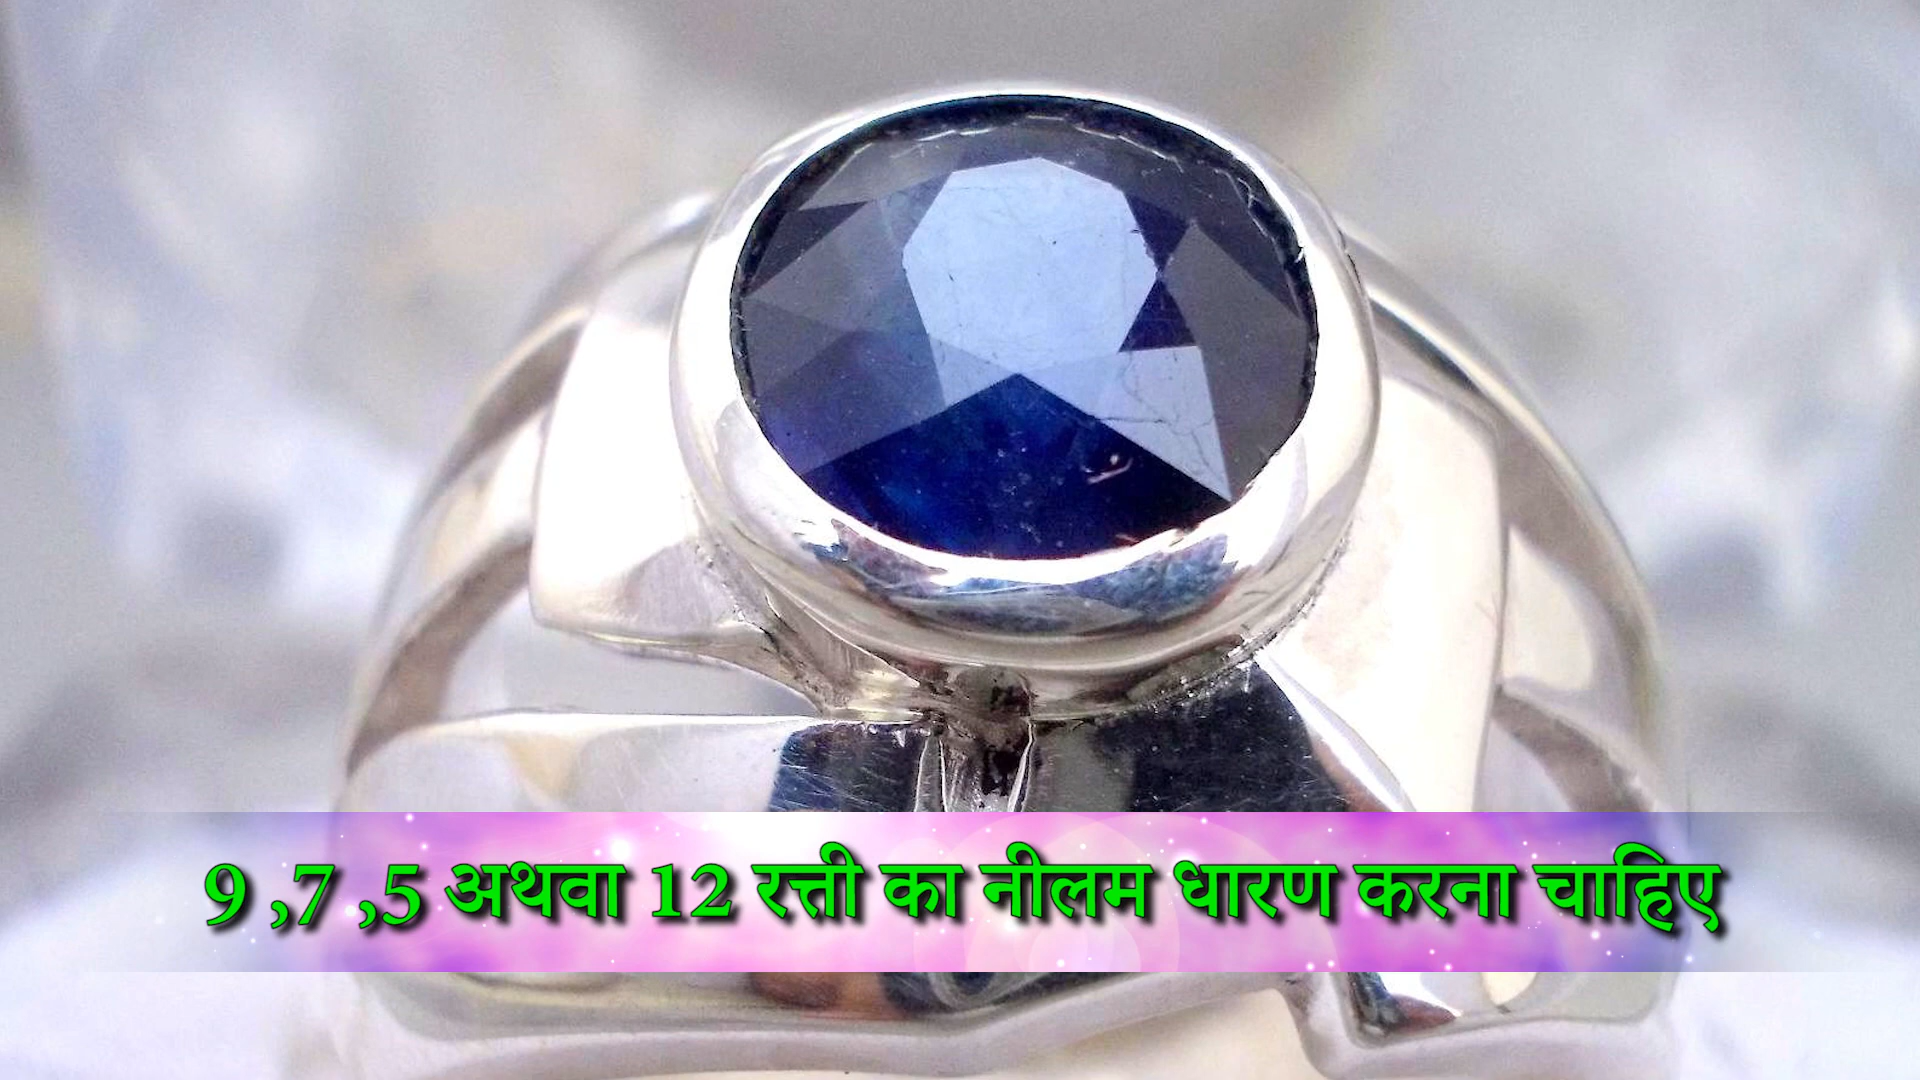 9 ,7 ,5 अथवा 12 रत्ती का नीलम धारण करना चाहिए